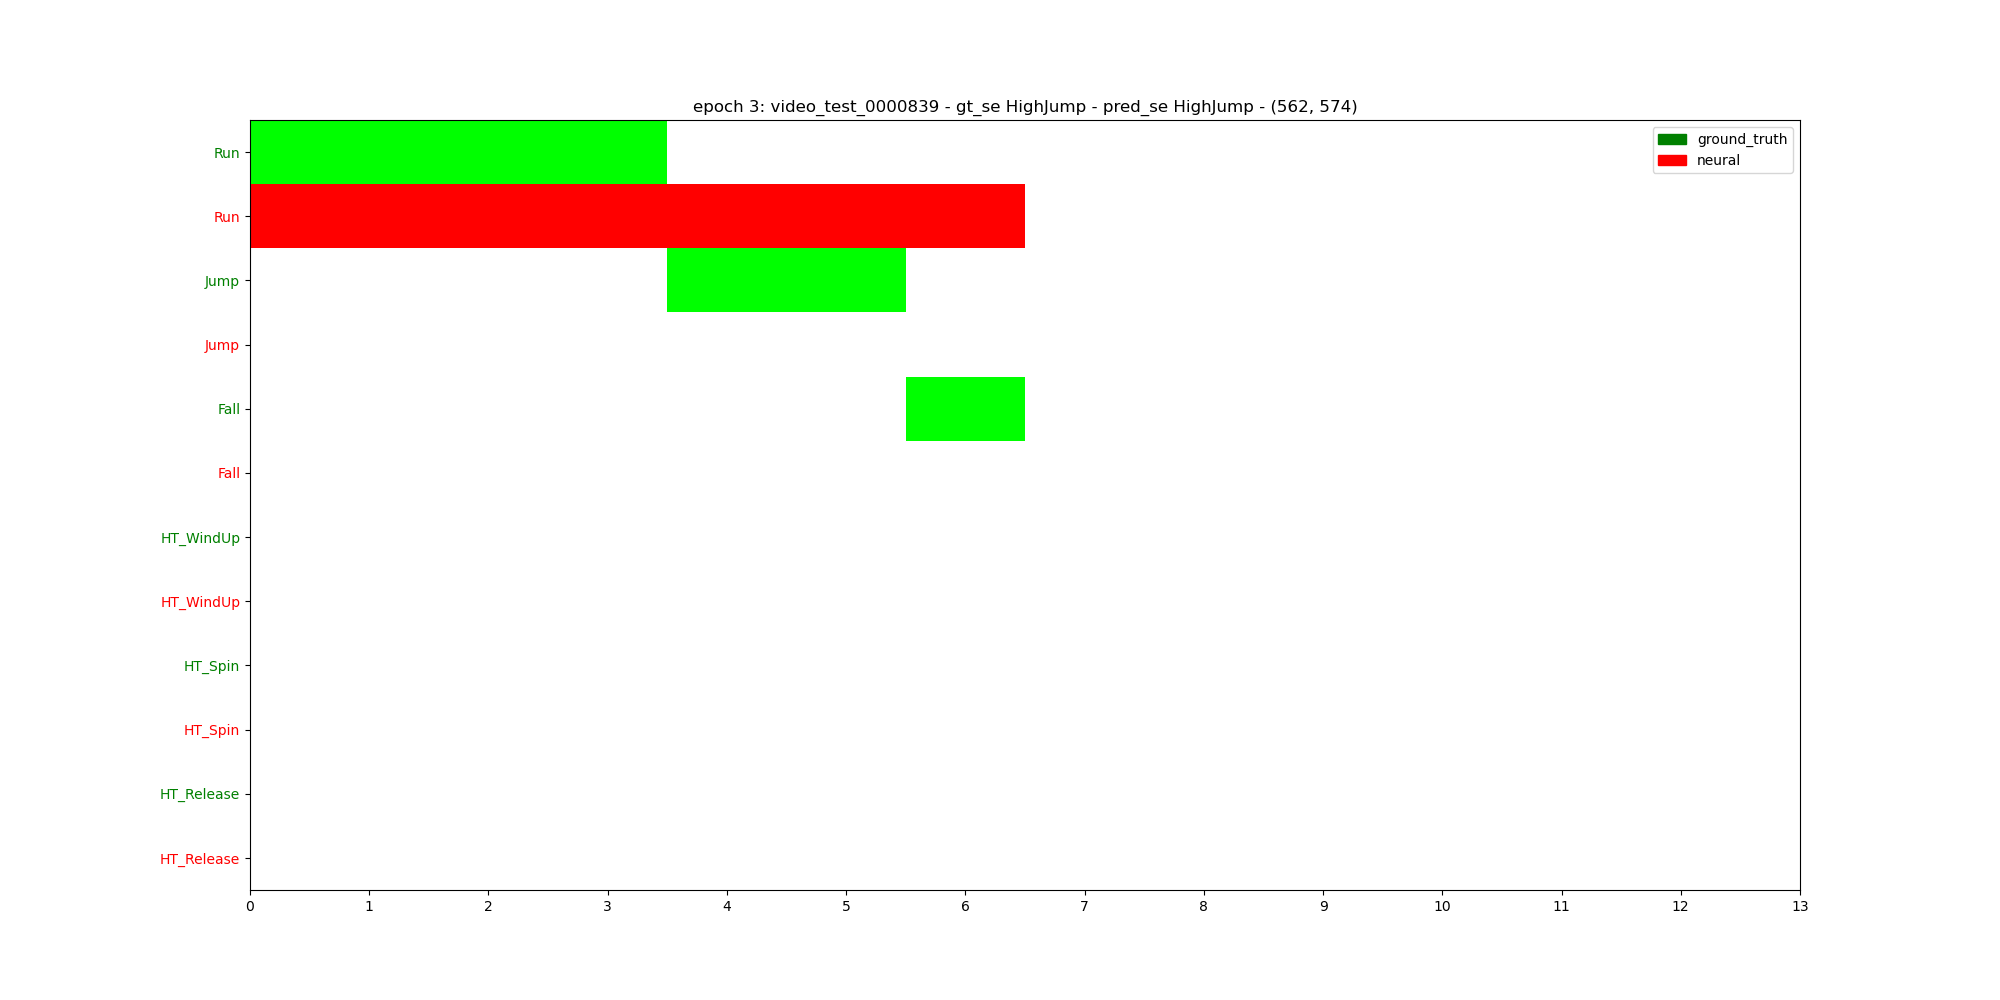 epoch 3: video_test_0000839 - gt_se HighJump - pred_se HighJump - (562, 574)
ground_truth
neural
Run
Run
Jump
Jump
Fall
Fall
HT_WindUp
HT_WindUp
HT_Spin
HT_Spin
HT_Release
HT_Release
0 1 2 3 4 5 6 7 8 9 10 11 12 13